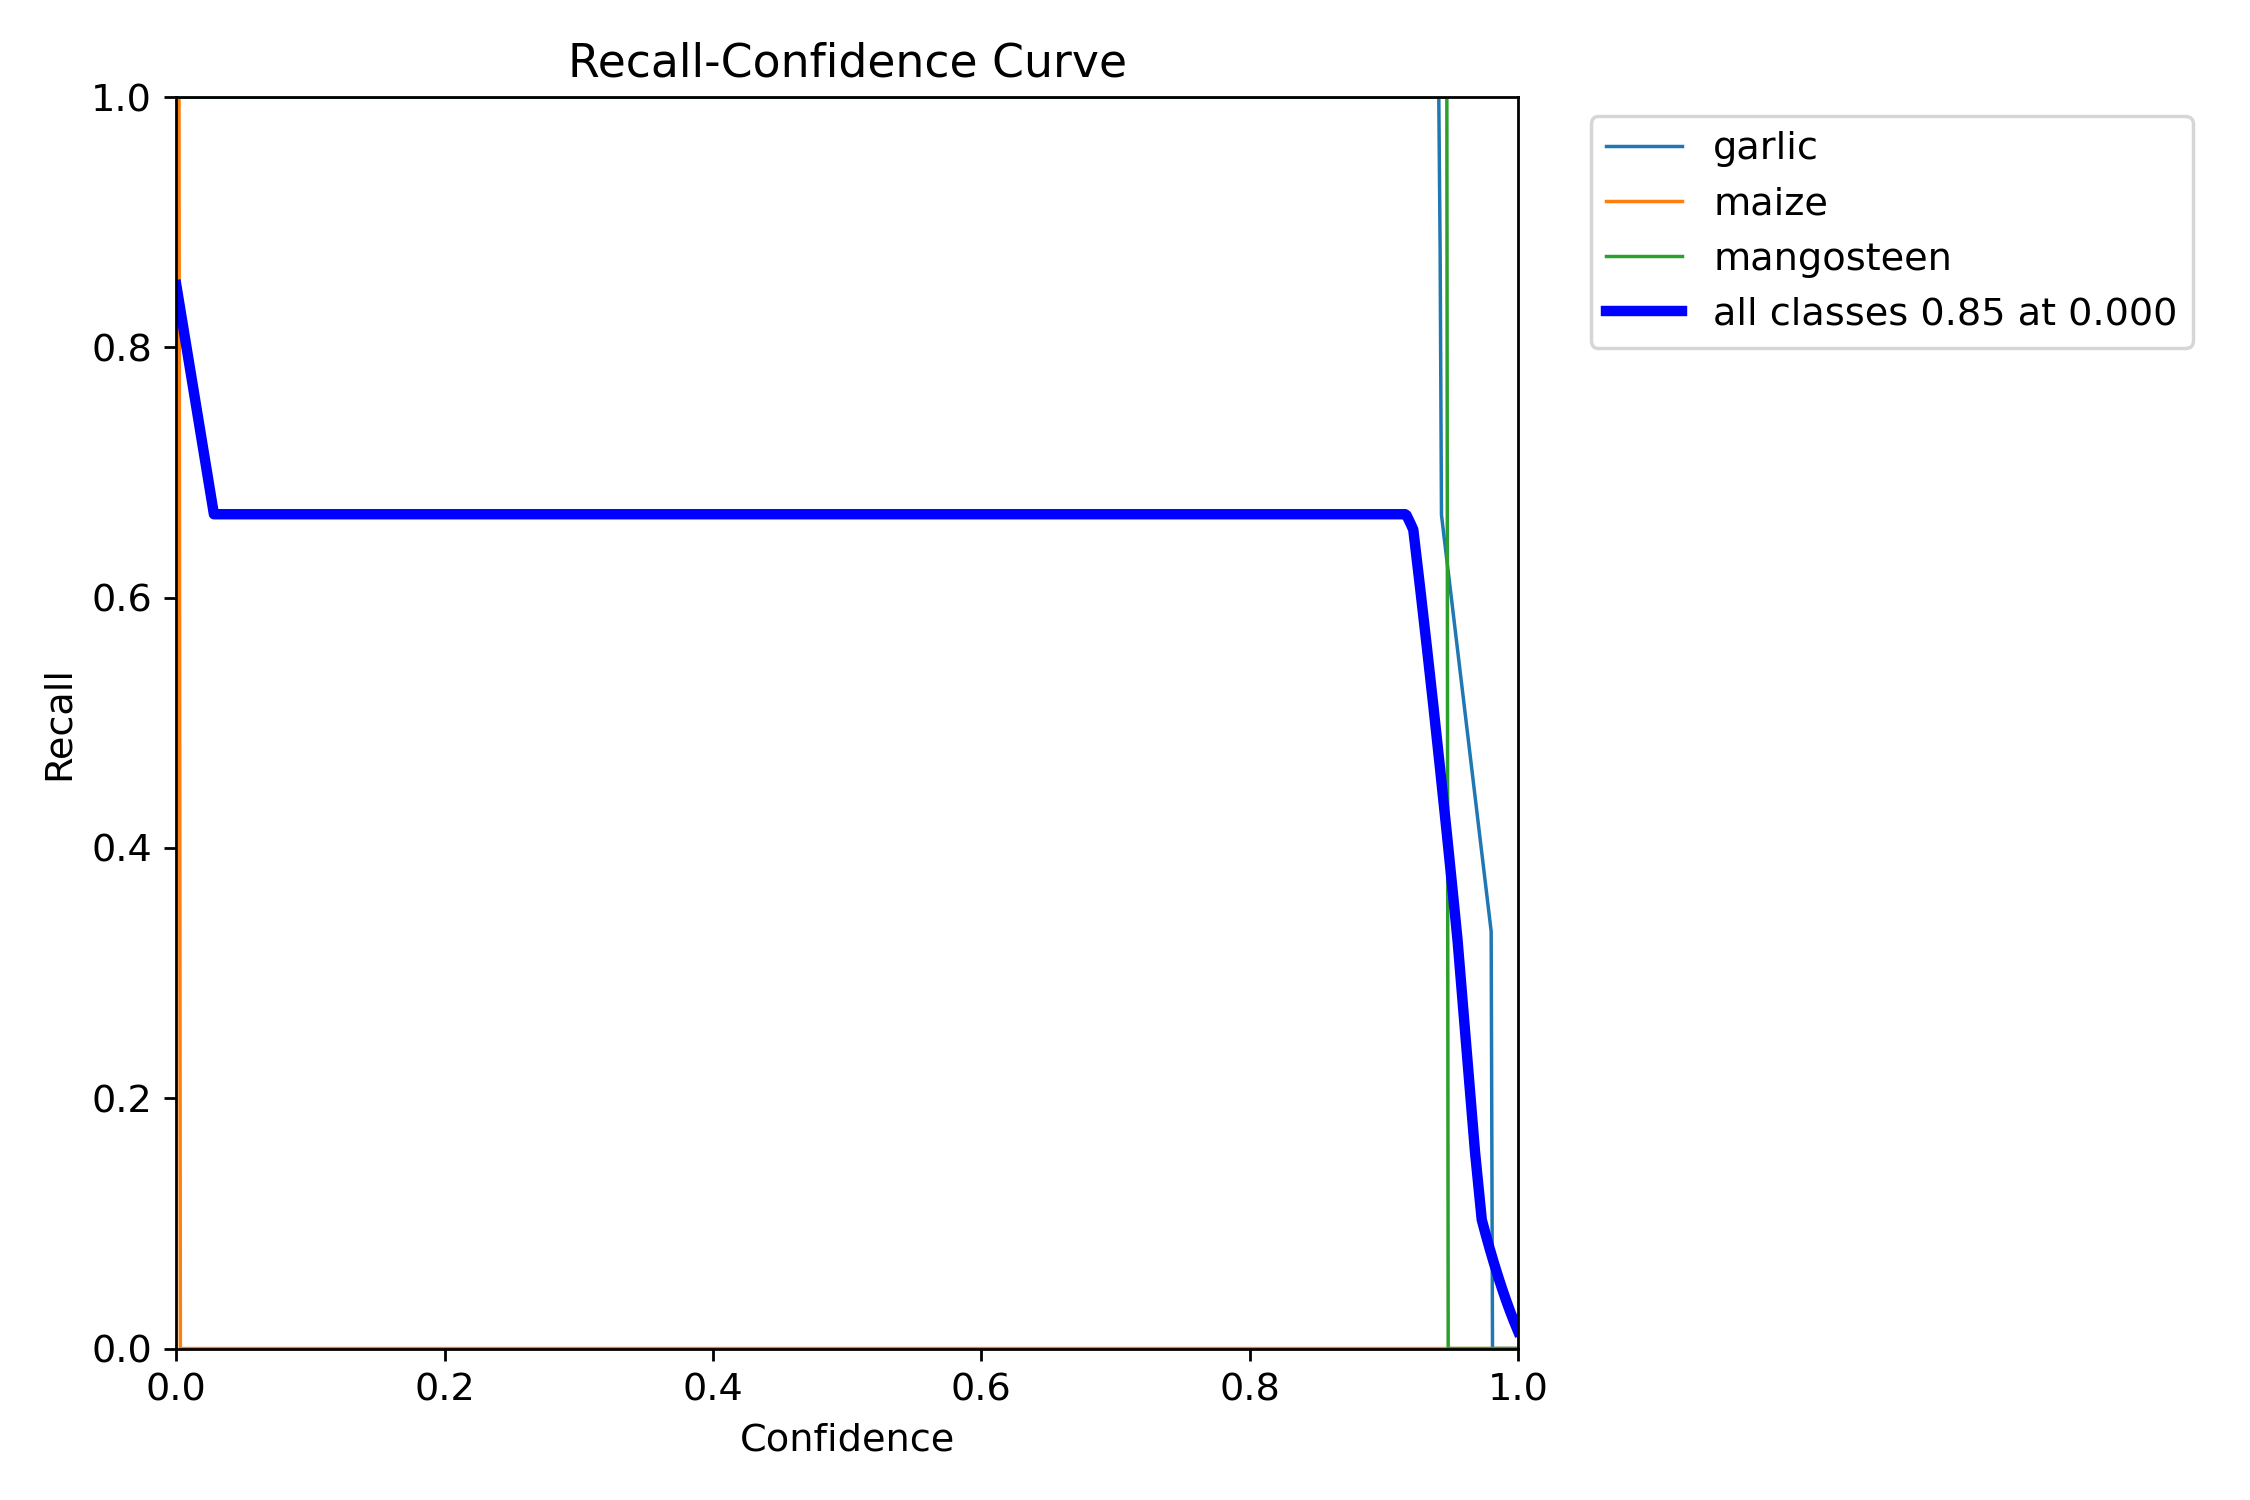 Recall-Confidence Curve
1.0
0.8
0.6
0.4
0.2
0.0
Recall
0.0 0.2 0.4 0.6 0.8 1.0
Confidence
garlic
maize
mangosteen
all classes 0.85 at 0.000